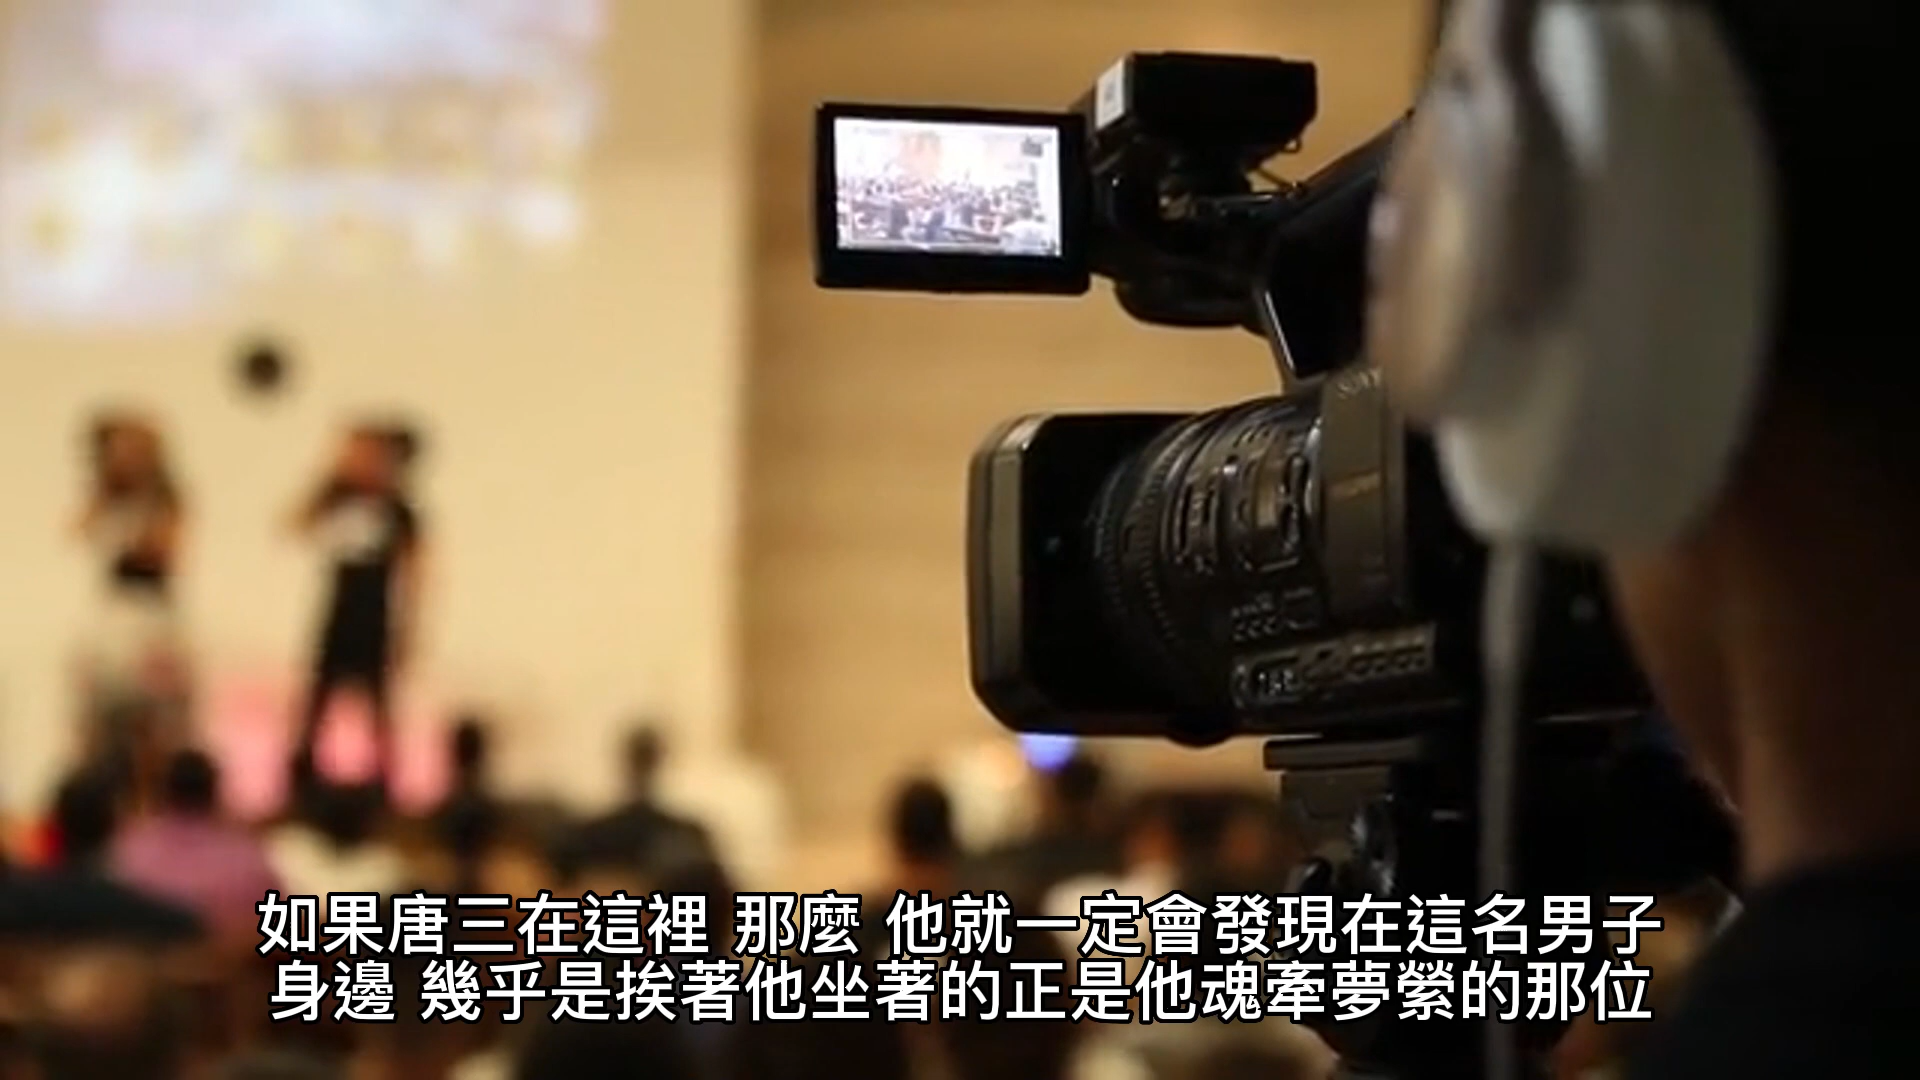 如果唐三在這裡 那麼 他就一定會發現在這名男子
身邊 幾乎是挨著他坐著的正是他魂牽夢縈的那位